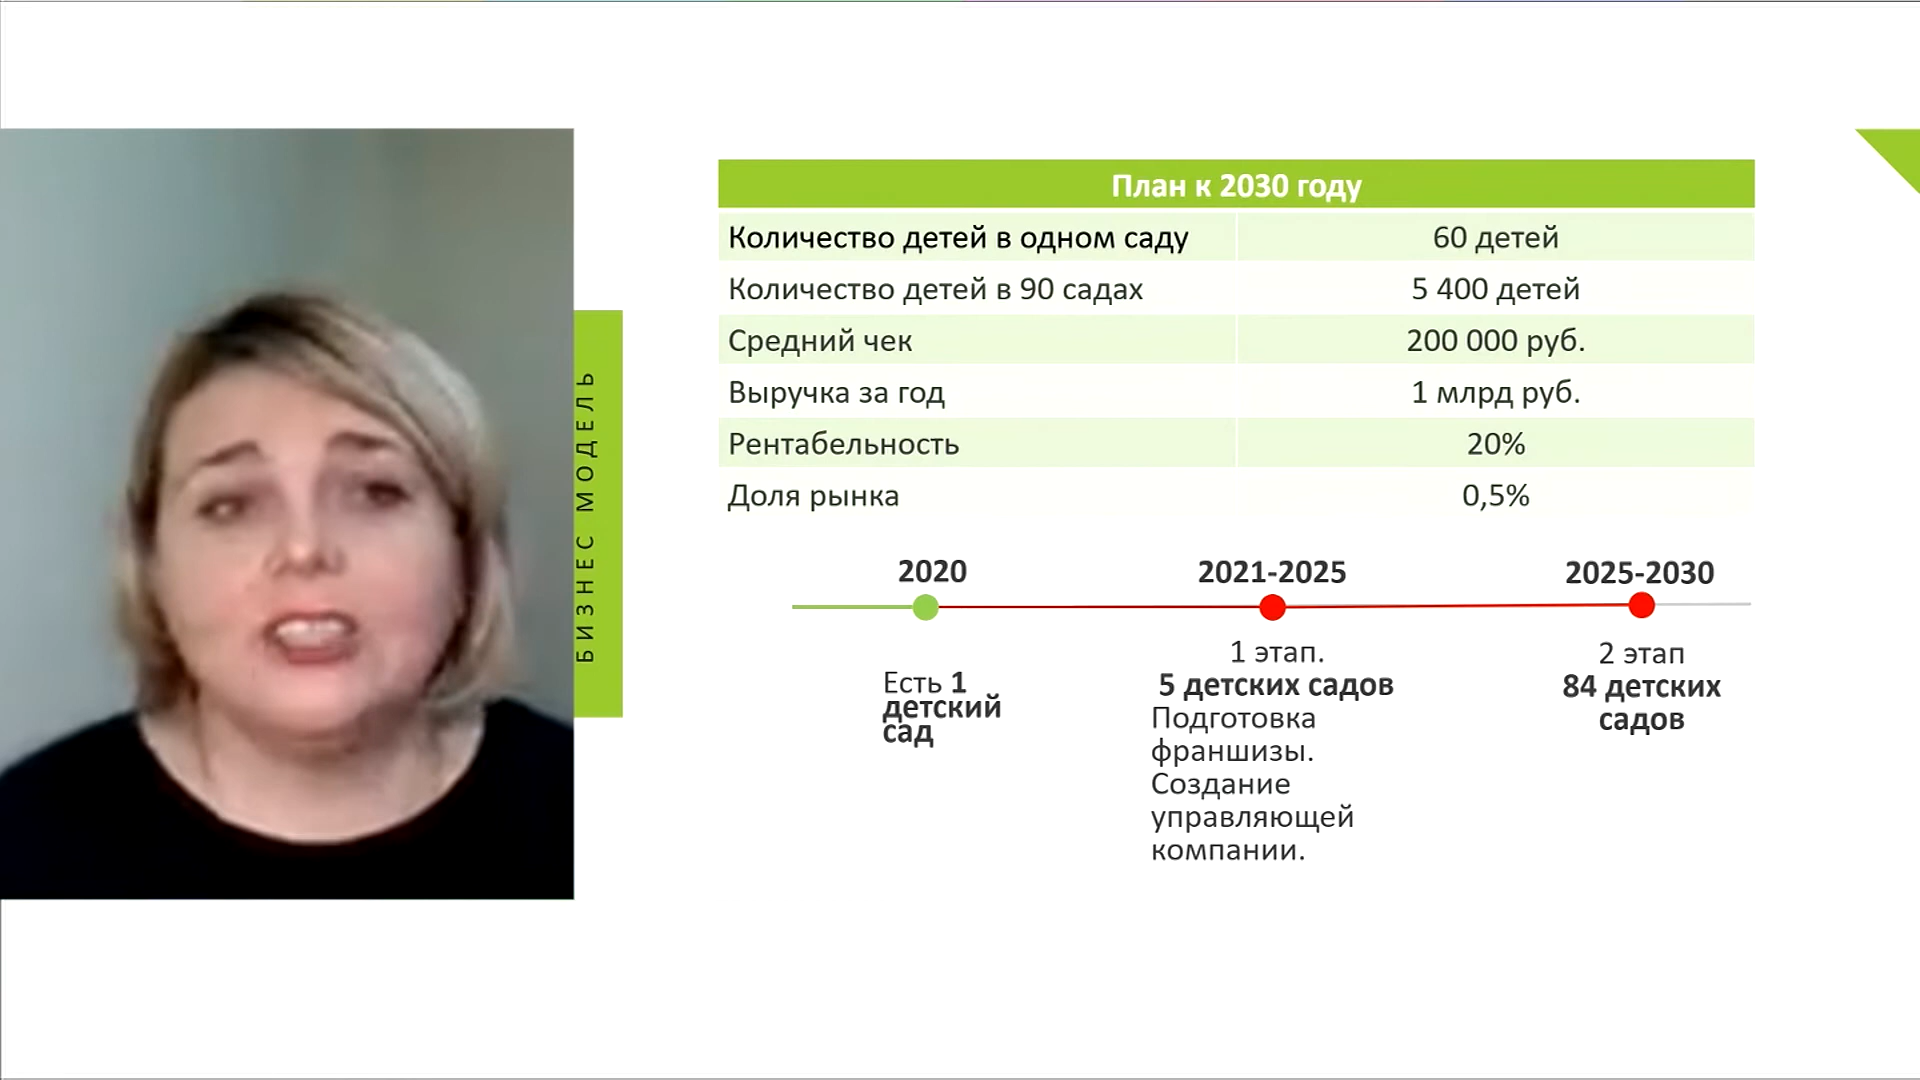 БИЗНЕС МОДЕЛЬ
План к 2030 году
Количество детей в одном саду 60 детей
Количество детей в 90 садах 5 400 детей
Средний чек 200 000 руб.
Выручка за год 1 млрд руб.
Рентабельность 20%
Доля рынка 0,5%
2020
Есть 1
детский
сад
2021-2025
1 этап.
5 детских садов
Подготовка
франшизы.
Создание
управляющей
компании.
2025-2030
2 этап
84 детских
садов